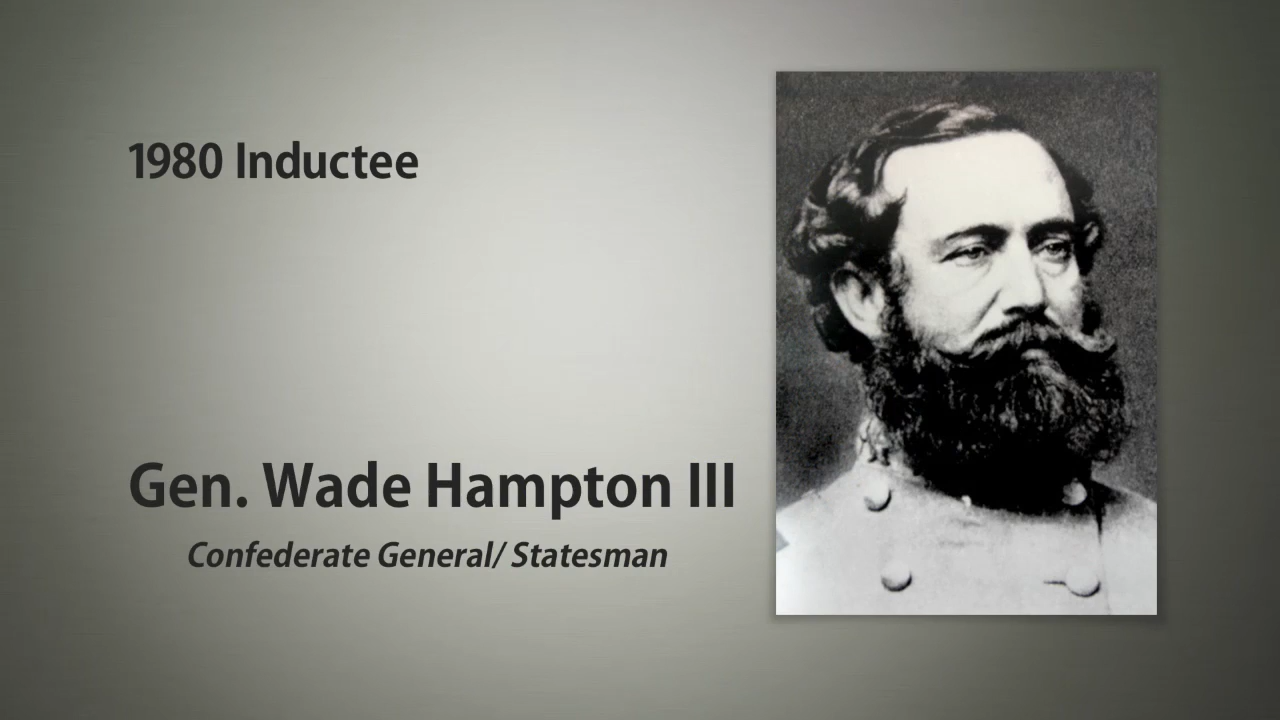 1980 Inductee
Gen. Wade Hampton III
Confederate General/ Statesman